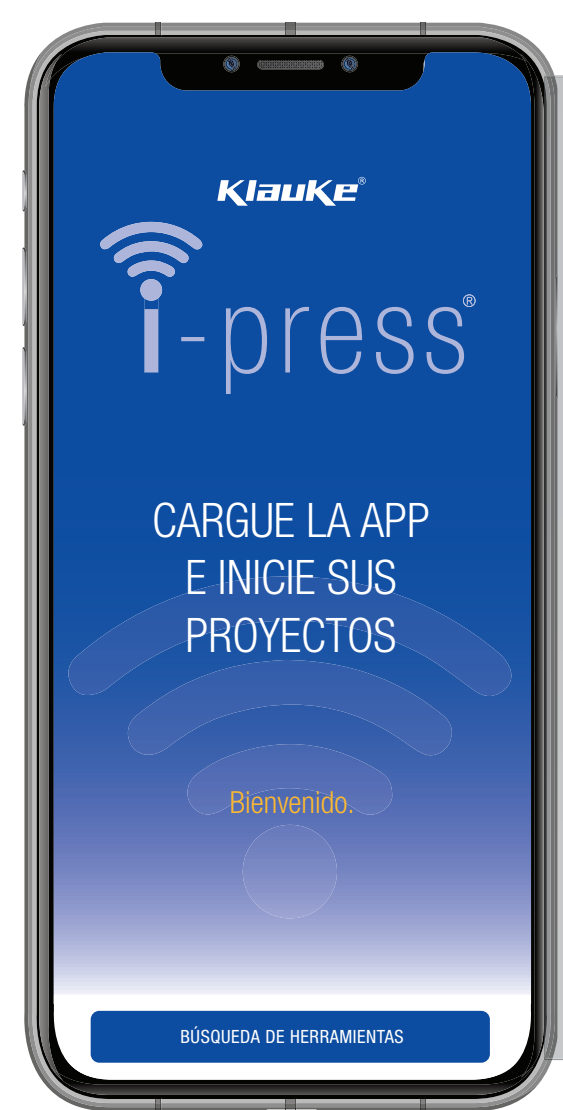 Klauke®
i-press®
CARGUE LA APP
E INICIE SUS
PROYECTOS
Bienvenido.
BÚSQUEDA DE HERRAMIENTAS